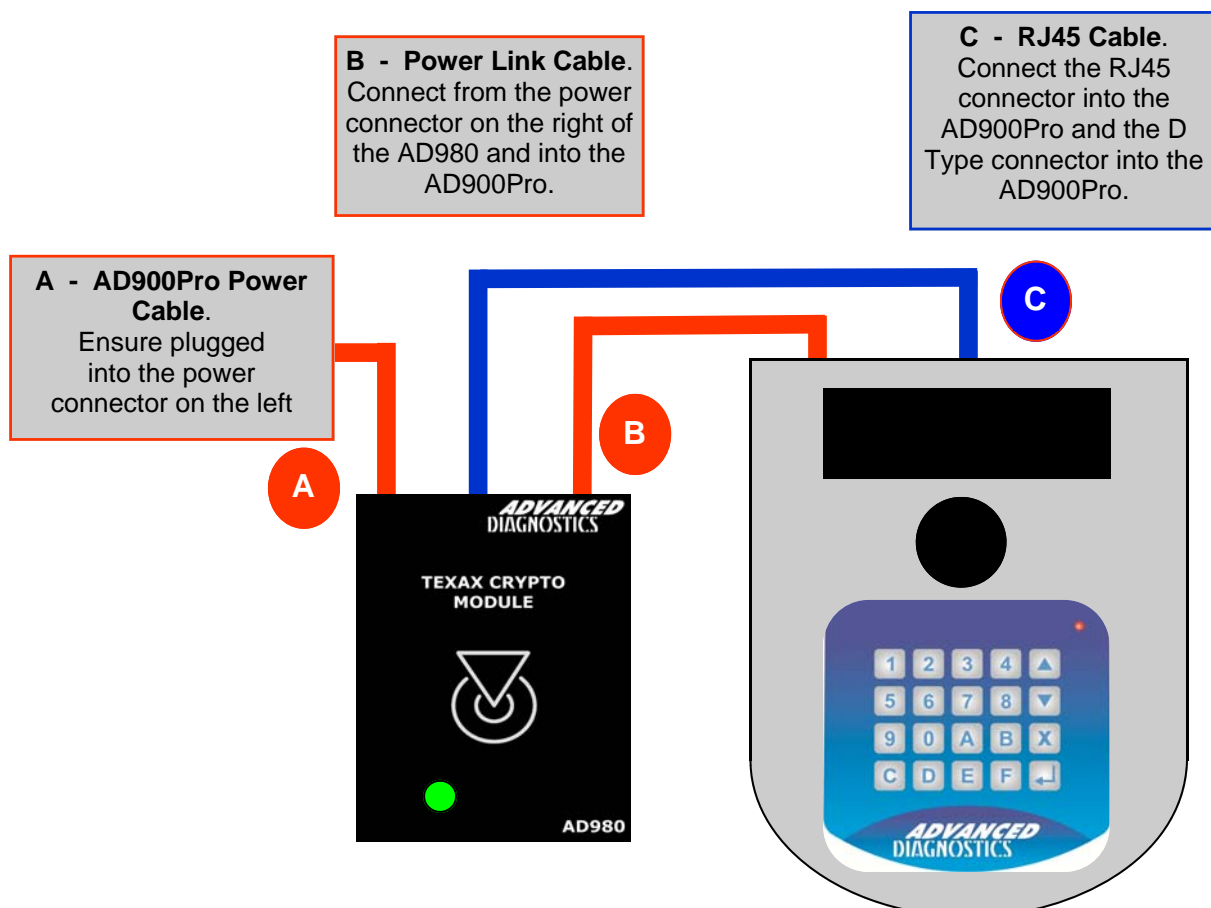 B - Power Link Cable.
Connect from the power
connector on the right of
the AD980 and into the
AD900Pro.
C - RJ45 Cable.
Connect the RJ45
connector into the
AD900Pro and the D
Type connector into the
AD900Pro.
A - AD900Pro Power
Cable.
Ensure plugged
into the power
connector on the left
A
B
C
ADVANCED
DIAGNOSTICS
TEXAX CRYPTO
MODULE
AD980
1 2 3 4 ▲
5 6 7 8 ▼
9 0 A B X
C D E F ↵
ADVANCED
DIAGNOSTICS